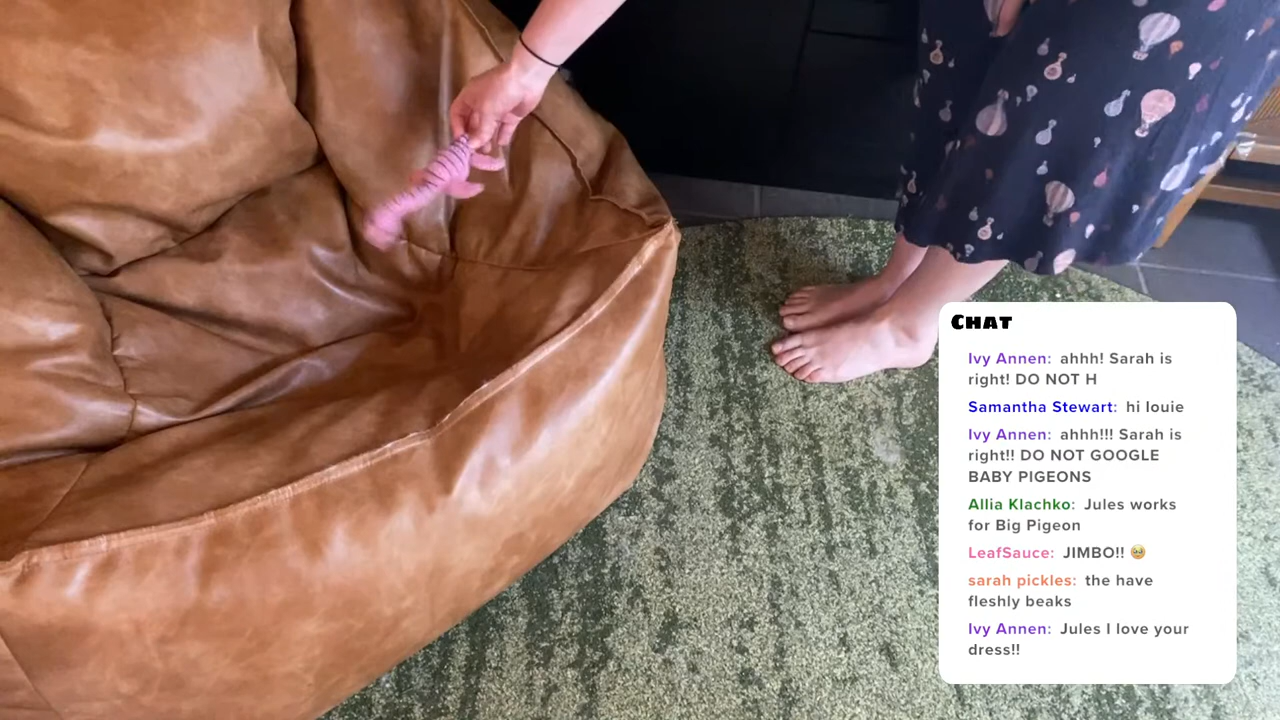 Chat
Ivy Annen: ahhh! Sarah is
right! DO NOT H
Samantha Stewart: hi louie
Ivy Annen: ahhh!!! Sarah is
right!! DO NOT GOOGLE
BABY PIGEONS
Allia Klachko: Jules works
for Big Pigeon
LeafSauce: JIMBO!! 🥹
sarah pickles: the have
fleshly beaks
Ivy Annen: Jules I love your
dress!!